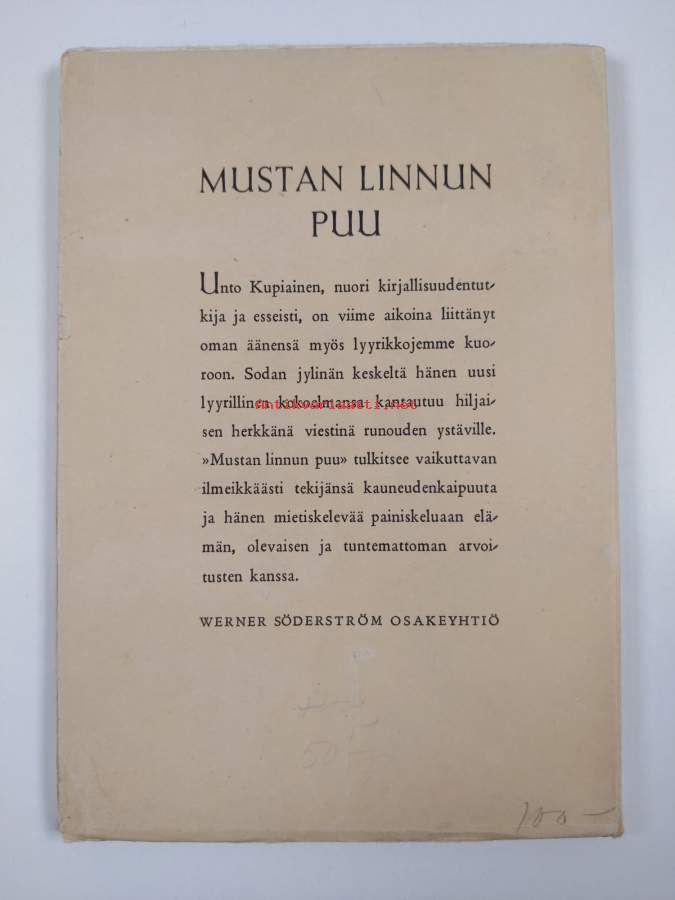 MUSTAN LINNUN
PUU
Unto Kupiainen, nuori kirjallisuudentut-
kija ja esseisti, on viime aikoina liittänyt
oman äänensä myös lyyrikkojemme kuo-
roon. Sodan jylinän keskeltä hänen uusi
lyyrillinen kokoelmansa kantautuu hiljai-
antikvariaatti.net
sen herkkänä viestinä runouden ystäville.
»Mustan linnun puu» tulkitsee vaikuttavan
ilmeikkäästi tekijänsä kauneudenkaipuuta
ja hänen mietiskelevää painiskeluaan elä-
män, olevaisen ja tuntemattoman arvoi-
tusten kanssa.
WERNER SÖDERSTRÖM OSAKEYHTIÖ
50:-
100-